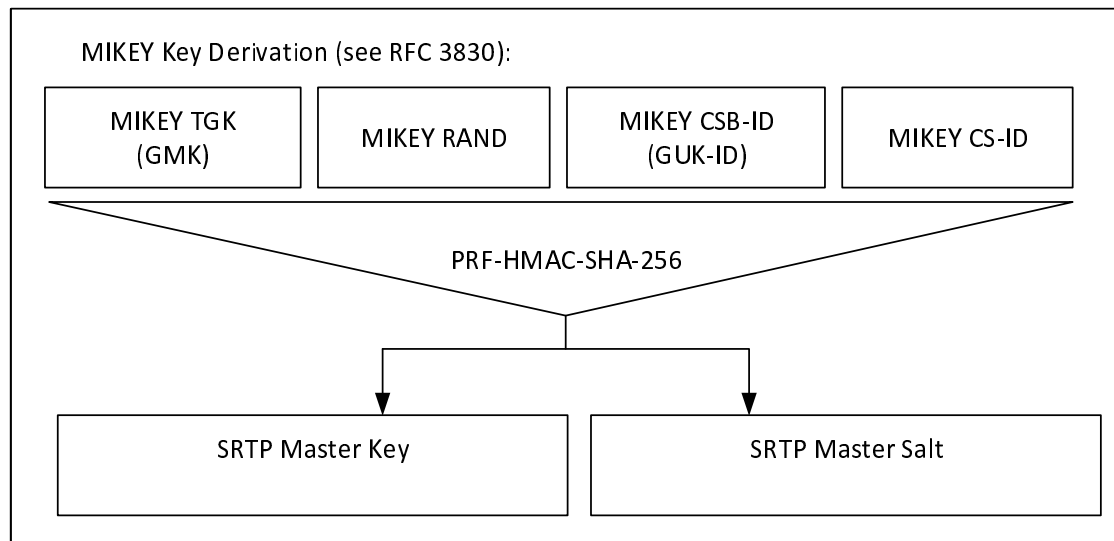 MIKEY Key Derivation (see RFC 3830):
MIKEY TGK
(GMK)
MIKEY RAND
MIKEY CSB-ID
(GUK-ID)
MIKEY CS-ID
PRF-HMAC-SHA-256
SRTP Master Key
SRTP Master Salt